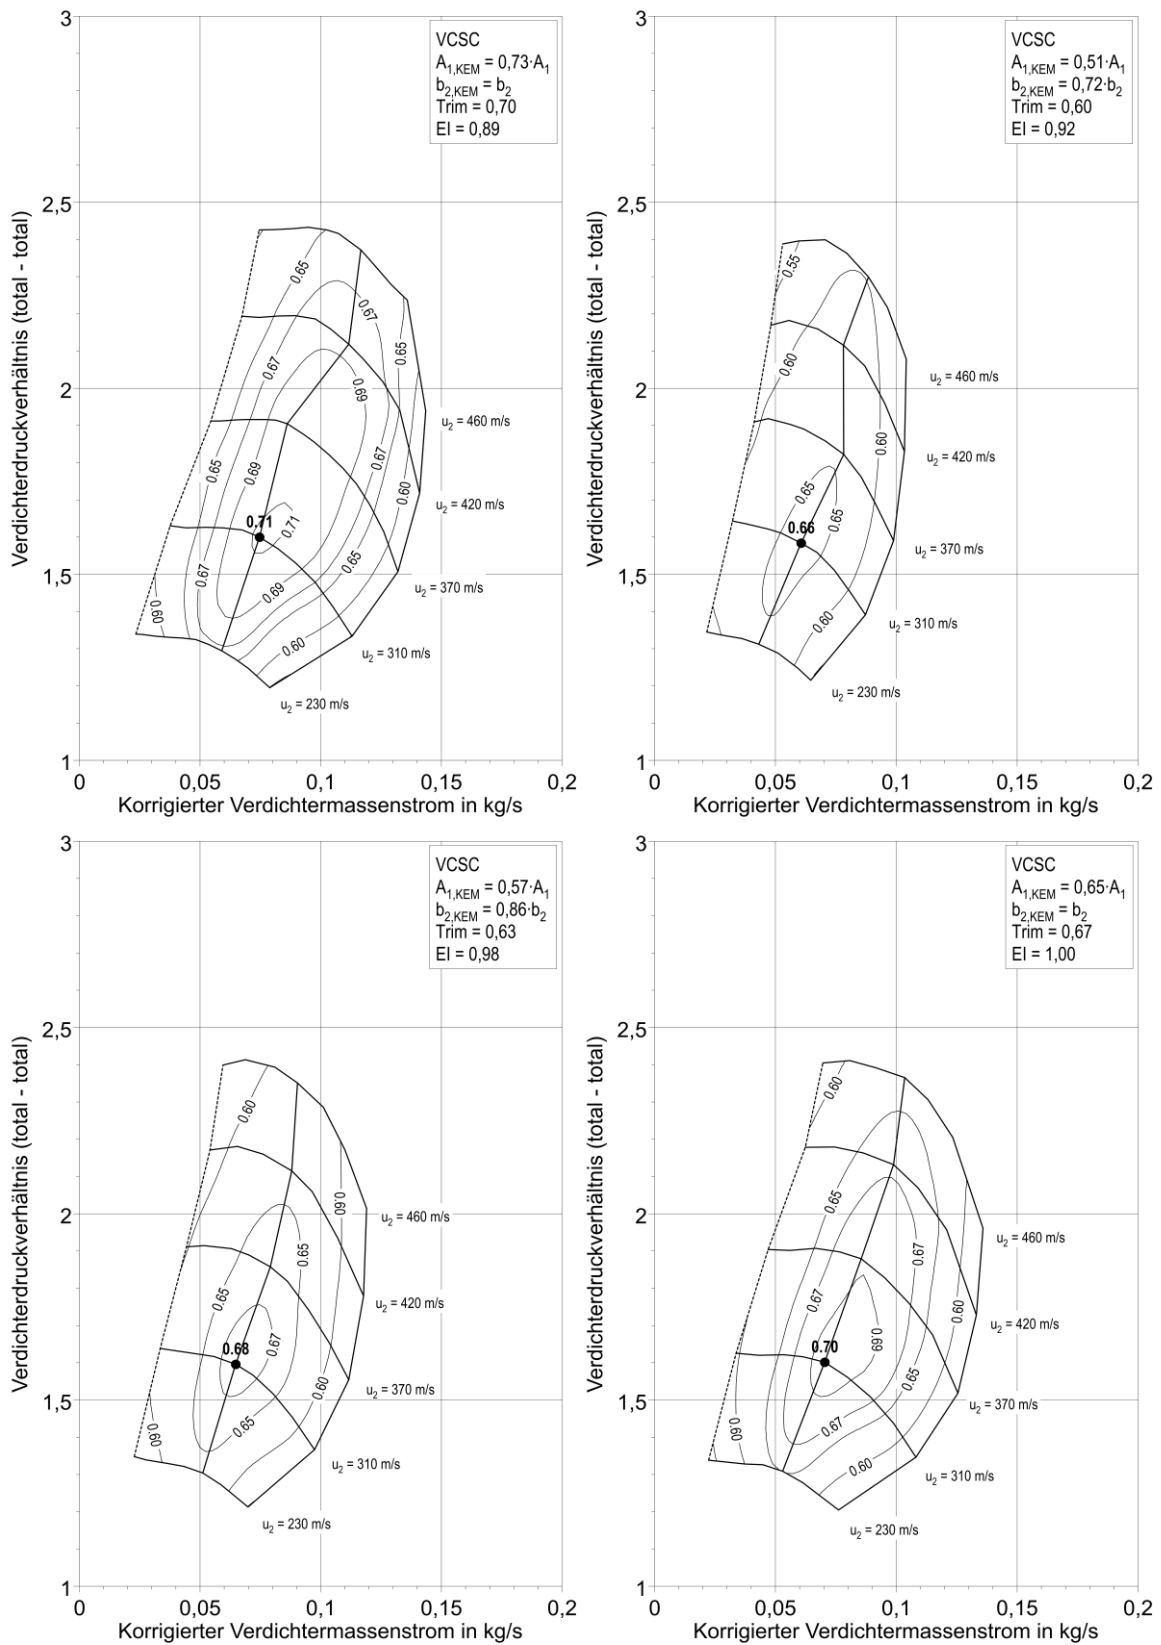 3
VCSC
A1,KEM = 0,73·A1
b2,KEM = b2
Trim = 0,70
EI = 0,89
2,5
0.65
0.67
0.67
0.65
2
0.69
u2 = 460 m/s
0.65
0.69
0.67
0.60
u2 = 420 m/s
0.71
0.71
1,5
0.67
0.65
u2 = 370 m/s
0.69
0.60
0.60
u2 = 310 m/s
u2 = 230 m/s
1
0
0,05
0,1
0,15
0,2
Verdichterdruckverhältnis (total - total)
Korrigierter Verdichtermassenstrom in kg/s
3
VCSC
A1,KEM = 0,51·A1
b2,KEM = 0,72·b2
Trim = 0,60
EI = 0,92
2,5
0.55
0.60
2
u2 = 460 m/s
0.60
u2 = 420 m/s
0.65
0.65
0.66
u2 = 370 m/s
1,5
0.60
u2 = 310 m/s
u2 = 230 m/s
1
0
0,05
0,1
0,15
0,2
Verdichterdruckverhältnis (total - total)
Korrigierter Verdichtermassenstrom in kg/s
3
VCSC
A1,KEM = 0,57·A1
b2,KEM = 0,86·b2
Trim = 0,63
EI = 0,98
2,5
0.60
0.60
2
u2 = 460 m/s
0.65
0.65
u2 = 420 m/s
0.68
0.67
1,5
0.60
u2 = 370 m/s
0.60
0.65
u2 = 310 m/s
u2 = 230 m/s
1
0
0,05
0,1
0,15
0,2
Verdichterdruckverhältnis (total - total)
Korrigierter Verdichtermassenstrom in kg/s
3
VCSC
A1,KEM = 0,65·A1
b2,KEM = b2
Trim = 0,67
EI = 1,00
2,5
0.60
0.65
2
u2 = 460 m/s
0.67
0.67
0.60
u2 = 420 m/s
0.70
0.69
1,5
0.65
u2 = 370 m/s
0.60
0.67
0.60
u2 = 310 m/s
u2 = 230 m/s
1
0
0,05
0,1
0,15
0,2
Verdichterdruckverhältnis (total - total)
Korrigierter Verdichtermassenstrom in kg/s